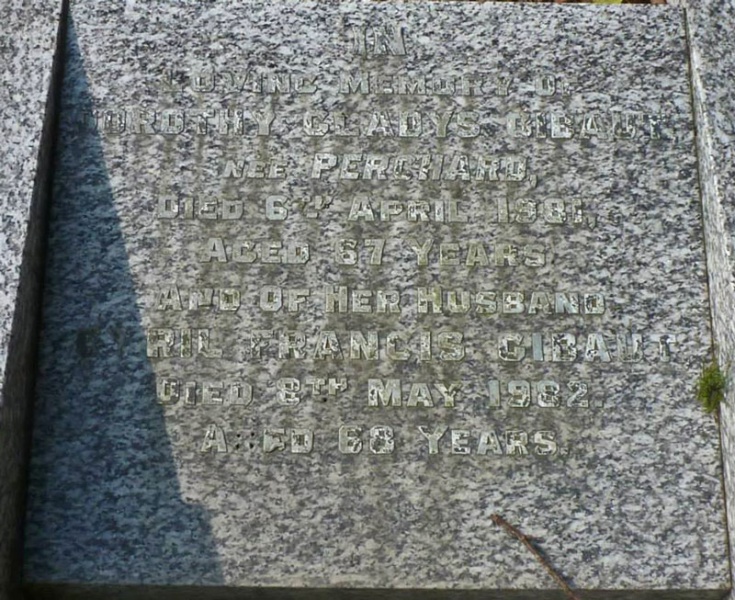 IN
LOVING MEMORY OF
DOROTHY GLADYS GIBAUT,
NEE PERCHARD,
DIED 6TH APRIL 1981,
AGED 67 YEARS
AND OF HER HUSBAND
CYRIL FRANCIS GIBAUT
DIED 8TH MAY 1982.
AGED 68 YEARS.